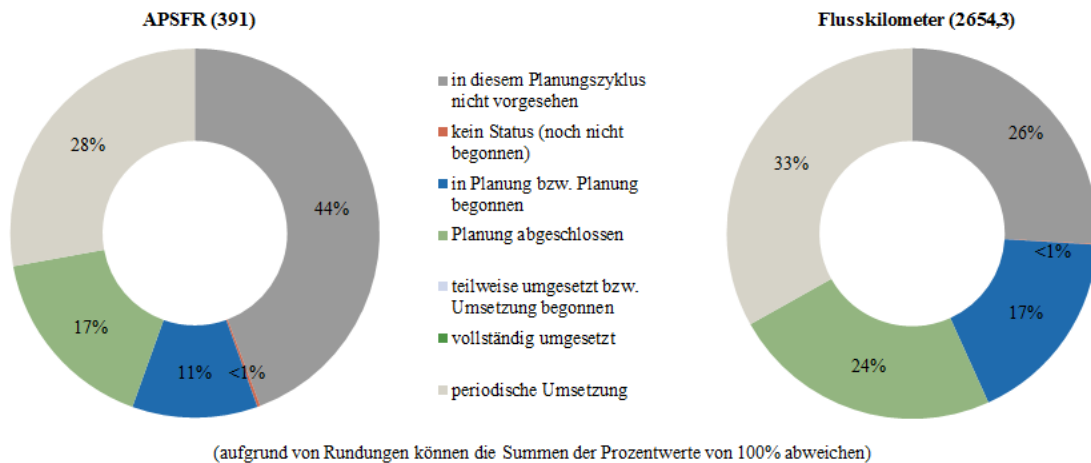 APSFR (391)
28%
44%
17%
11%
<1%
in diesem Planungszyklus
nicht vorgesehen
kein Status (noch nicht
begonnen)
in Planung bzw. Planung
begonnen
Planung abgeschlossen
teilweise umgesetzt bzw.
Umsetzung begonnen
vollständig umgesetzt
periodische Umsetzung
Flusskilometer (2654,3)
26%
33%
<1%
17%
24%
(aufgrund von Rundungen können die Summen der Prozentwerte von 100% abweichen)